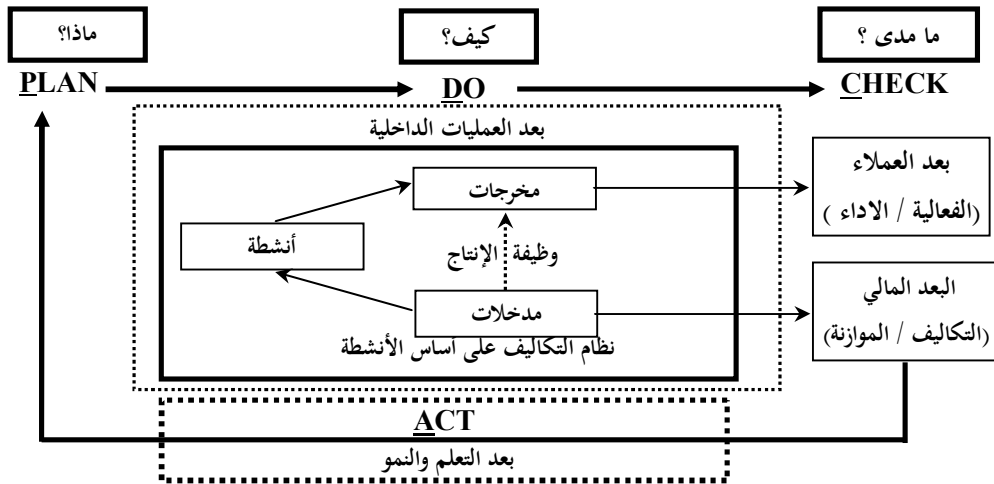 ماذا؟
كيف؟
ما مدى ؟
PLAN
DO
CHECK
بعد العمليات الداخلية
مخرجات
أنشطة
وظيفة الإنتاج
مدخلات
نظام التكاليف على أساس الأنشطة
بعد العملاء
(الفعالية / الاداء )
البعد المالي
(التكاليف / الموازنة)
ACT
بعد التعلم والنمو